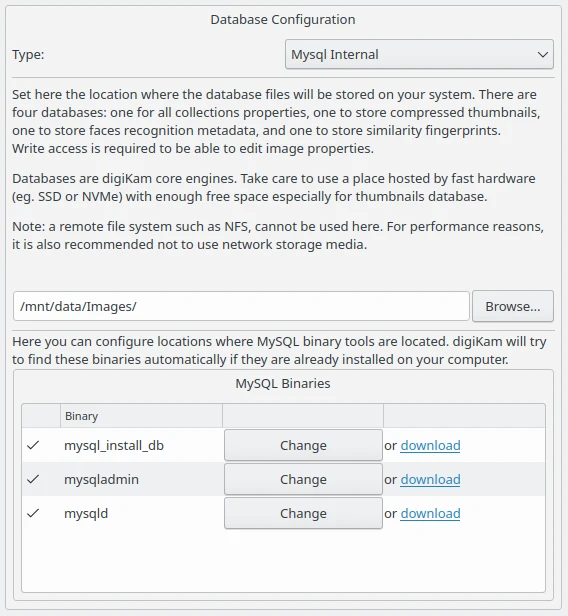 Database Configuration
Type: Mysql Internal
Set here the location where the database files will be stored on your system. There are
four databases: one for all collections properties, one to store compressed thumbnails,
one to store faces recognition metadata, and one to store similarity fingerprints.
Write access is required to be able to edit image properties.
Databases are digiKam core engines. Take care to use a place hosted by fast hardware
(eg. SSD or NVMe) with enough free space especially for thumbnails database.
Note: a remote file system such as NFS, cannot be used here. For performance reasons,
it is also recommended not to use network storage media.
/mnt/data/Images/ Browse...
Here you can configure locations where MySQL binary tools are located. digiKam will try
to find these binaries automatically if they are already installed on your computer.
MySQL Binaries
Binary
mysql_install_db Change or download
mysqladmin Change or download
mysqld Change or download